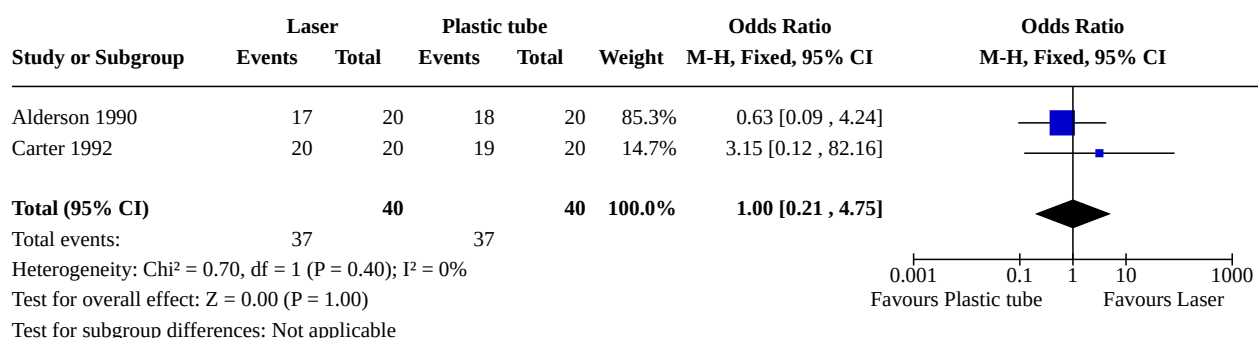 Laser Plastic tube Odds Ratio Odds Ratio
Study or Subgroup Events Total Events Total Weight M-H, Fixed, 95% CI M-H, Fixed, 95% CI
Alderson 1990 17 20 18 20 85.3% 0.63 [0.09 , 4.24]
Carter 1992 20 20 19 20 14.7% 3.15 [0.12 , 82.16]
Total (95% CI) 40 40 100.0% 1.00 [0.21 , 4.75]
Total events: 37 37
Heterogeneity: Chi² = 0.70, df = 1 (P = 0.40); I² = 0%
0.001 0.1 1 10 1000
Test for overall effect: Z = 0.00 (P = 1.00)
Favours Plastic tube Favours Laser
Test for subgroup differences: Not applicable